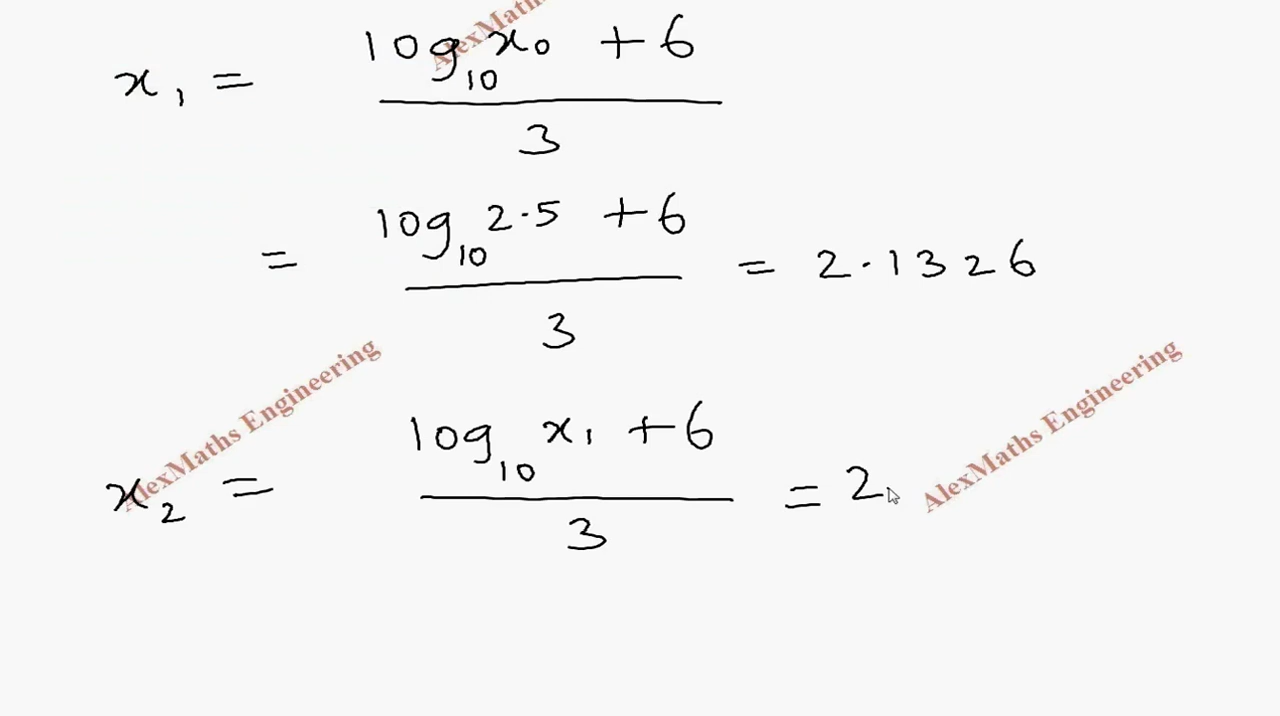 AlexMath
x₁ = (log₁₀ x₀ + 6) / 3
= (log₁₀ 2.5 + 6) / 3 = 2.1326
AlexMaths Engineering
AlexMaths Engineering
x₂ = (log₁₀ x₁ + 6) / 3 = 2.